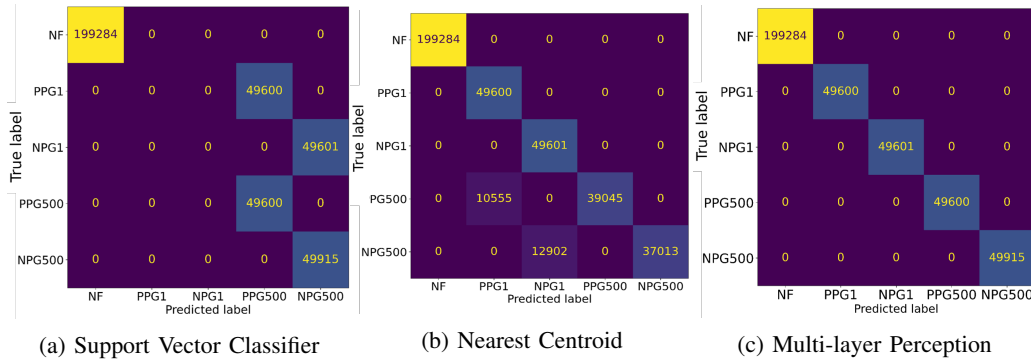 True label
NF 199284 0 0 0 0
PPG1 0 0 0 49600 0
NPG1 0 0 0 0 49601
PPG500 0 0 0 49600 0
NPG500 0 0 0 0 49915
NF PPG1 NPG1 PPG500 NPG500
Predicted label
(a) Support Vector Classifier
True label
NF 199284 0 0 0 0
PPG1 0 49600 0 0 0
NPG1 0 0 49601 0 0
PG500 0 10555 0 39045 0
NPG500 0 0 12902 0 37013
NF PPG1 NPG1 PPG500 NPG500
Predicted label
(b) Nearest Centroid
True label
NF 199284 0 0 0 0
PPG1 0 49600 0 0 0
NPG1 0 0 49601 0 0
PPG500 0 0 0 49600 0
NPG500 0 0 0 0 49915
NF PPG1 NPG1 PPG500 NPG500
Predicted label
(c) Multi-layer Perception